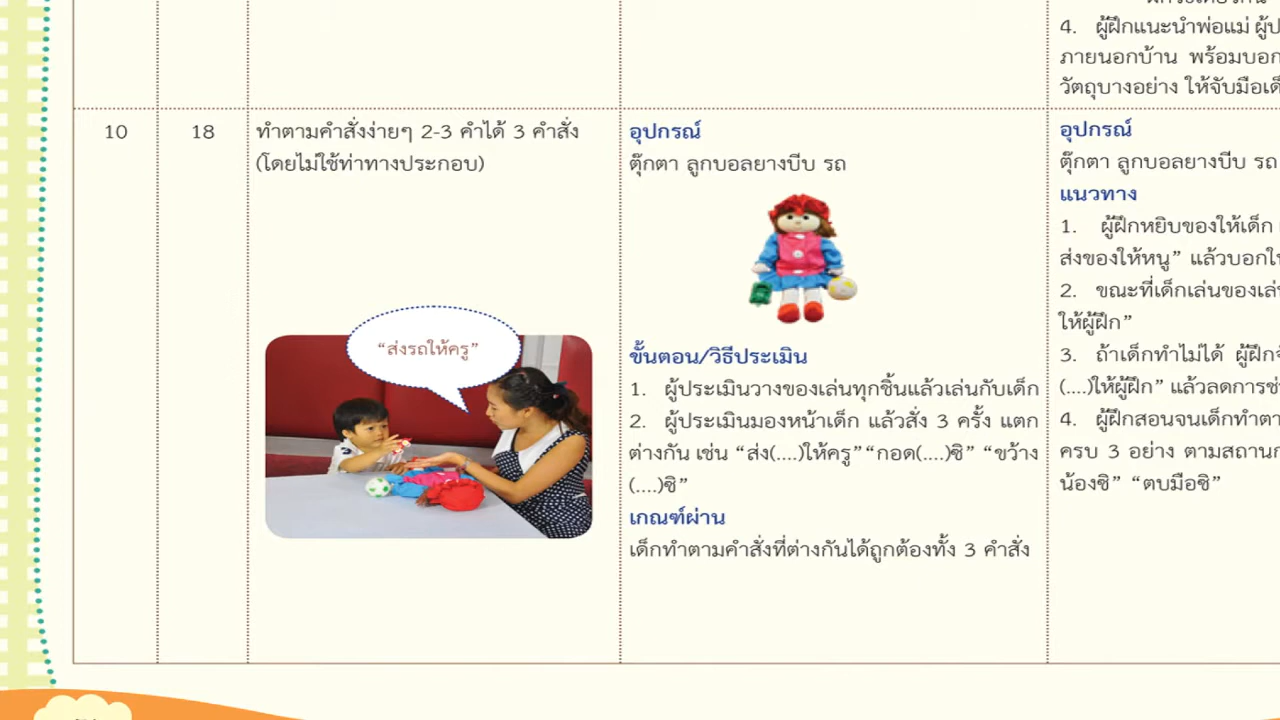 4. ผู้ฝึกแนะนำพ่อแม่
ภายนอกบ้าน พร้อมบอก
วัตถุบางอย่าง ให้จับมือ
10
18
ทำตามคำสั่งง่ายๆ 2-3 คำได้ 3 คำสั่ง
(โดยไม่ใช้ท่าทางประกอบ)
“ส่งรถให้ครู”
อุปกรณ์
ตุ๊กตา ลูกบอลยางบีบ รถ
ขั้นตอน/วิธีประเมิน
1. ผู้ประเมินวางของเล่นทุกชิ้นแล้วเล่นกับเด็ก
2. ผู้ประเมินมองหน้าเด็ก แล้วสั่ง 3 ครั้ง แตก
ต่างกัน เช่น “ส่ง(....)ให้ครู”“กอด(....)ซิ” “ขว้าง
(....)ซิ”
เกณฑ์ผ่าน
เด็กทำตามคำสั่งที่ต่างกันได้ถูกต้องทั้ง 3 คำสั่ง
อุปกรณ์
ตุ๊กตา ลูกบอลยางบีบ รถ
แนวทาง
1. ผู้ฝึกหยิบของให้เด็ก
ส่งของให้หนู” แล้วบอก
2. ขณะที่เด็กเล่นของ
ให้ผู้ฝึก”
3. ถ้าเด็กทำไม่ได้ ผู้ฝึก
(....)ให้ผู้ฝึก” แล้วลดการ
4. ผู้ฝึกสอนจนเด็ก
ครบ 3 อย่าง ตาม
น้องซิ” “ตบมือซิ”